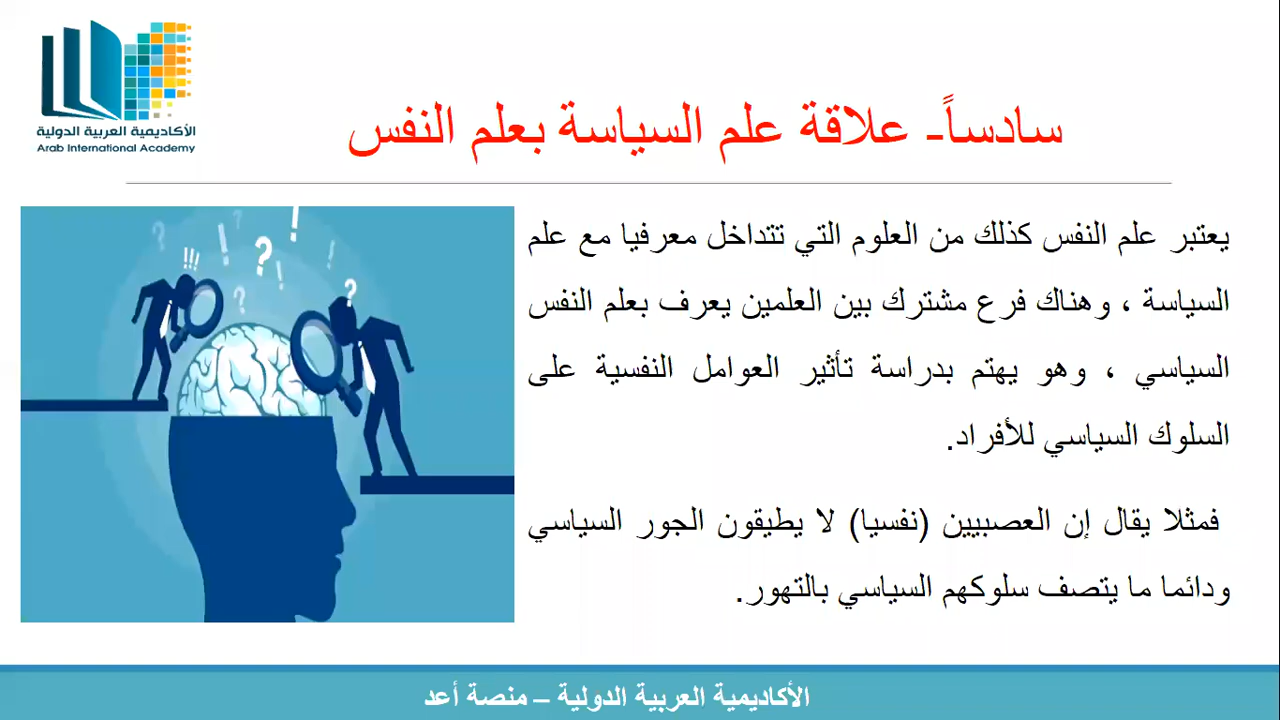 الأكاديمية العربية الدولية
Arab International Academy
سادساً- علاقة علم السياسة بعلم النفس
يعتبر علم النفس كذلك من العلوم التي تتداخل معرفيا مع علم
السياسة ، وهناك فرع مشترك بين العلمين يعرف بعلم النفس
السياسي ، وهو يهتم بدراسة تأثير العوامل النفسية على
السلوك السياسي للأفراد.
فمثلا يقال إن العصبيين (نفسيا) لا يطيقون الجور السياسي
ودائما ما يتصف سلوكهم السياسي بالتهور.
الأكاديمية العربية الدولية – منصة أعد